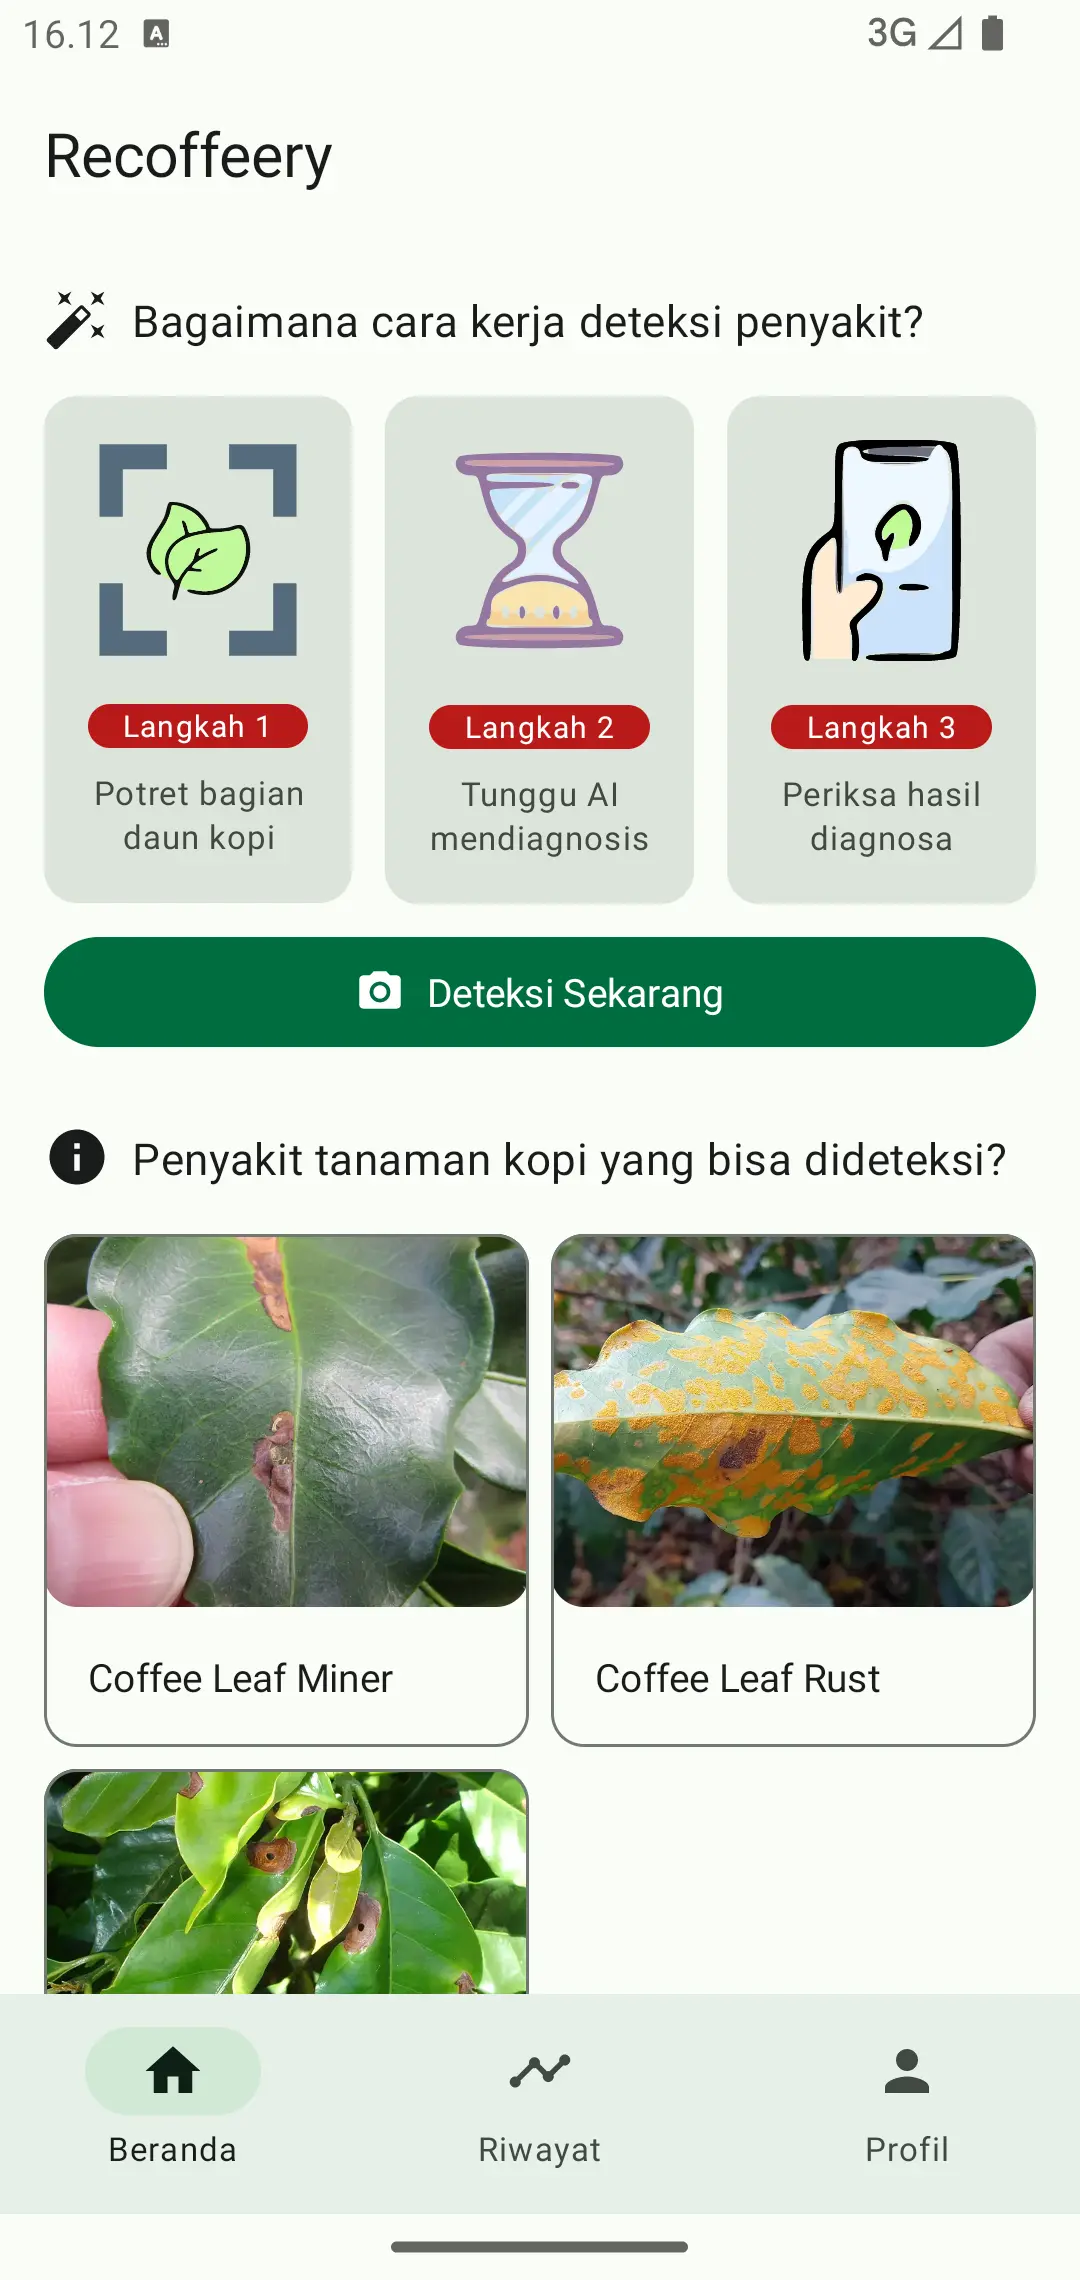 16.12
A
3G
Recoffeery
Bagaimana cara kerja deteksi penyakit?
Langkah 1
Potret bagian
daun kopi
Langkah 2
Tunggu AI
mendiagnosis
Langkah 3
Periksa hasil
diagnosa
Deteksi Sekarang
Penyakit tanaman kopi yang bisa dideteksi?
Coffee Leaf Miner
Coffee Leaf Rust
Beranda
Riwayat
Profil